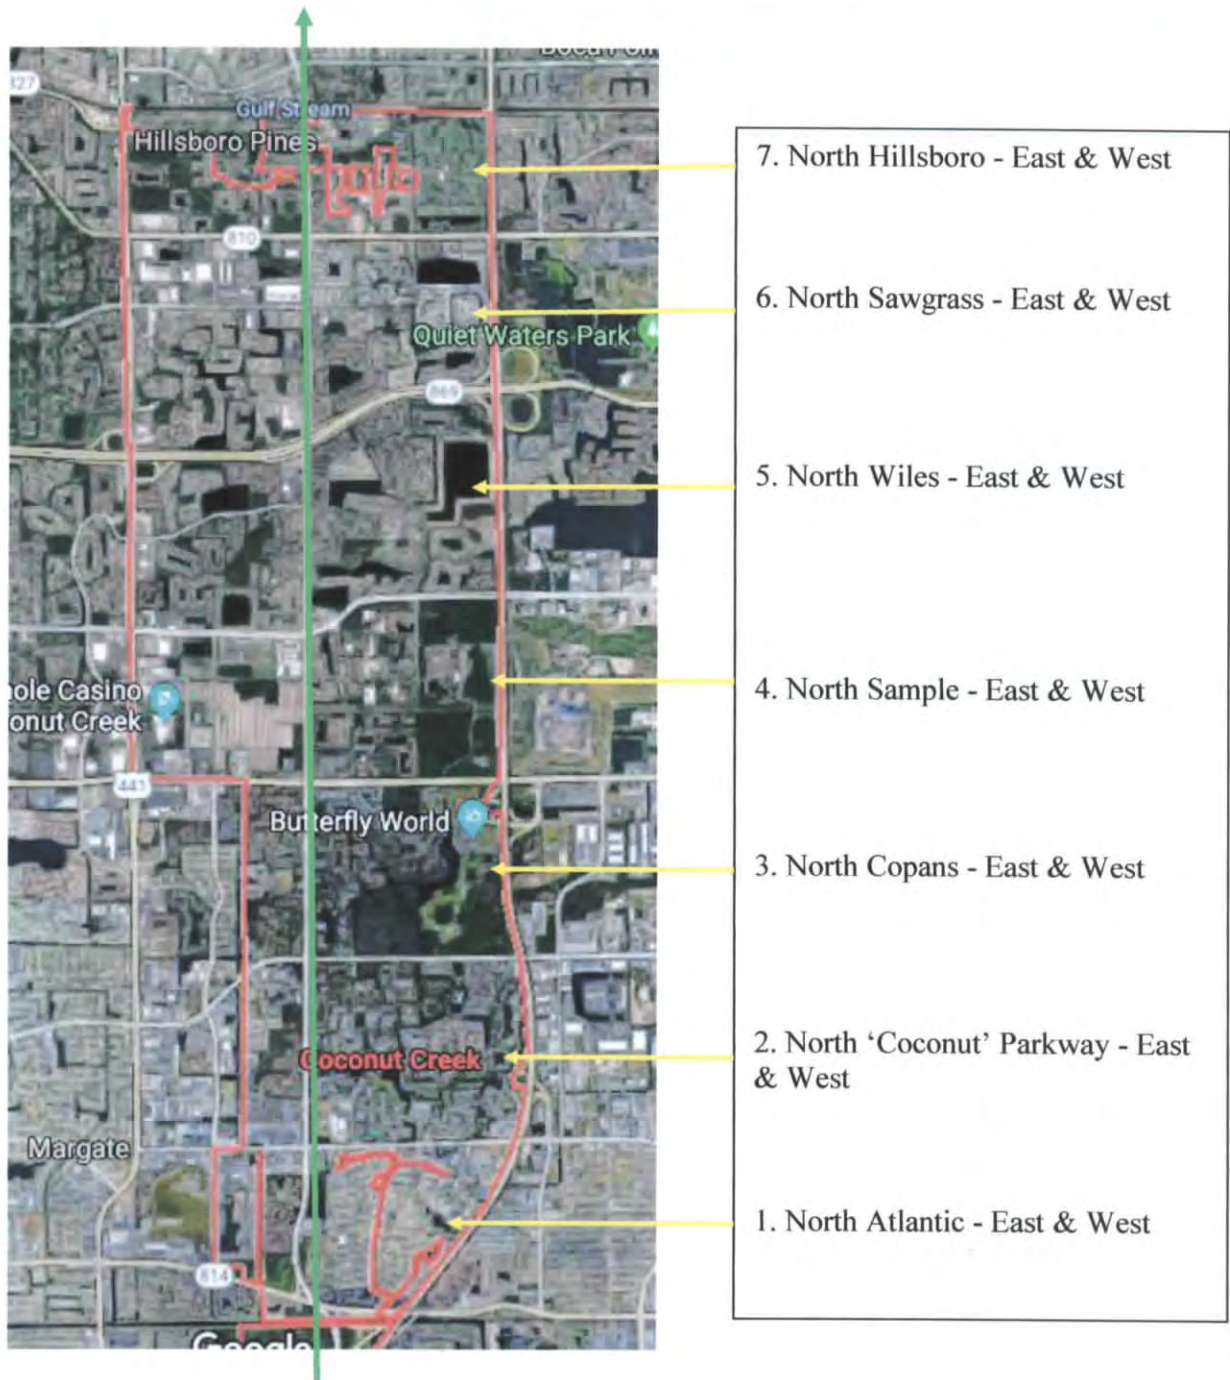 Gulf Stream
Hillsboro Pines
810
Quiet Waters Park
869
Casino
Creek
441
Butterfly World
Coconut Creek
Margate
814
Google
7. North Hillsboro - East & West
6. North Sawgrass - East & West
5. North Wiles - East & West
4. North Sample - East & West
3. North Copans - East & West
2. North ‘Coconut’ Parkway - East
& West
1. North Atlantic - East & West